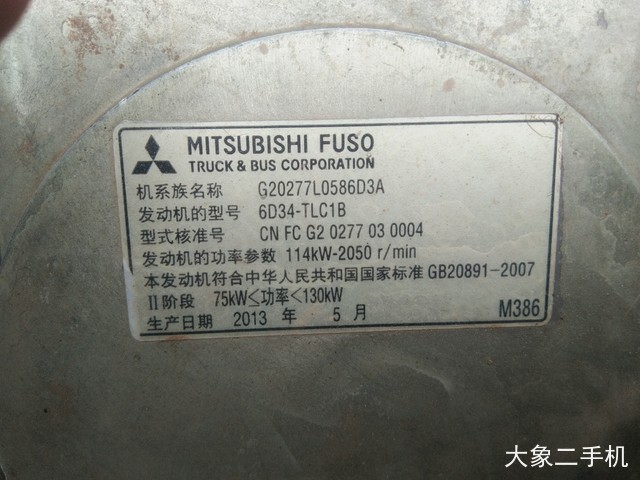 MITSUBISHI FUSO
TRUCK & BUS CORPORATION
机系族名称 G20277L0586D3A
发动机的型号 6D34-TLC1B
型式核准号 CN FC G2 0277 03 0004
发动机的功率参数 114kW-2050 r/min
本发动机符合中华人民共和国国家标准 GB20891-2007
II阶段 75kW≤功率<130kW
生产日期 2013 年 5 月
M386
大象二手机